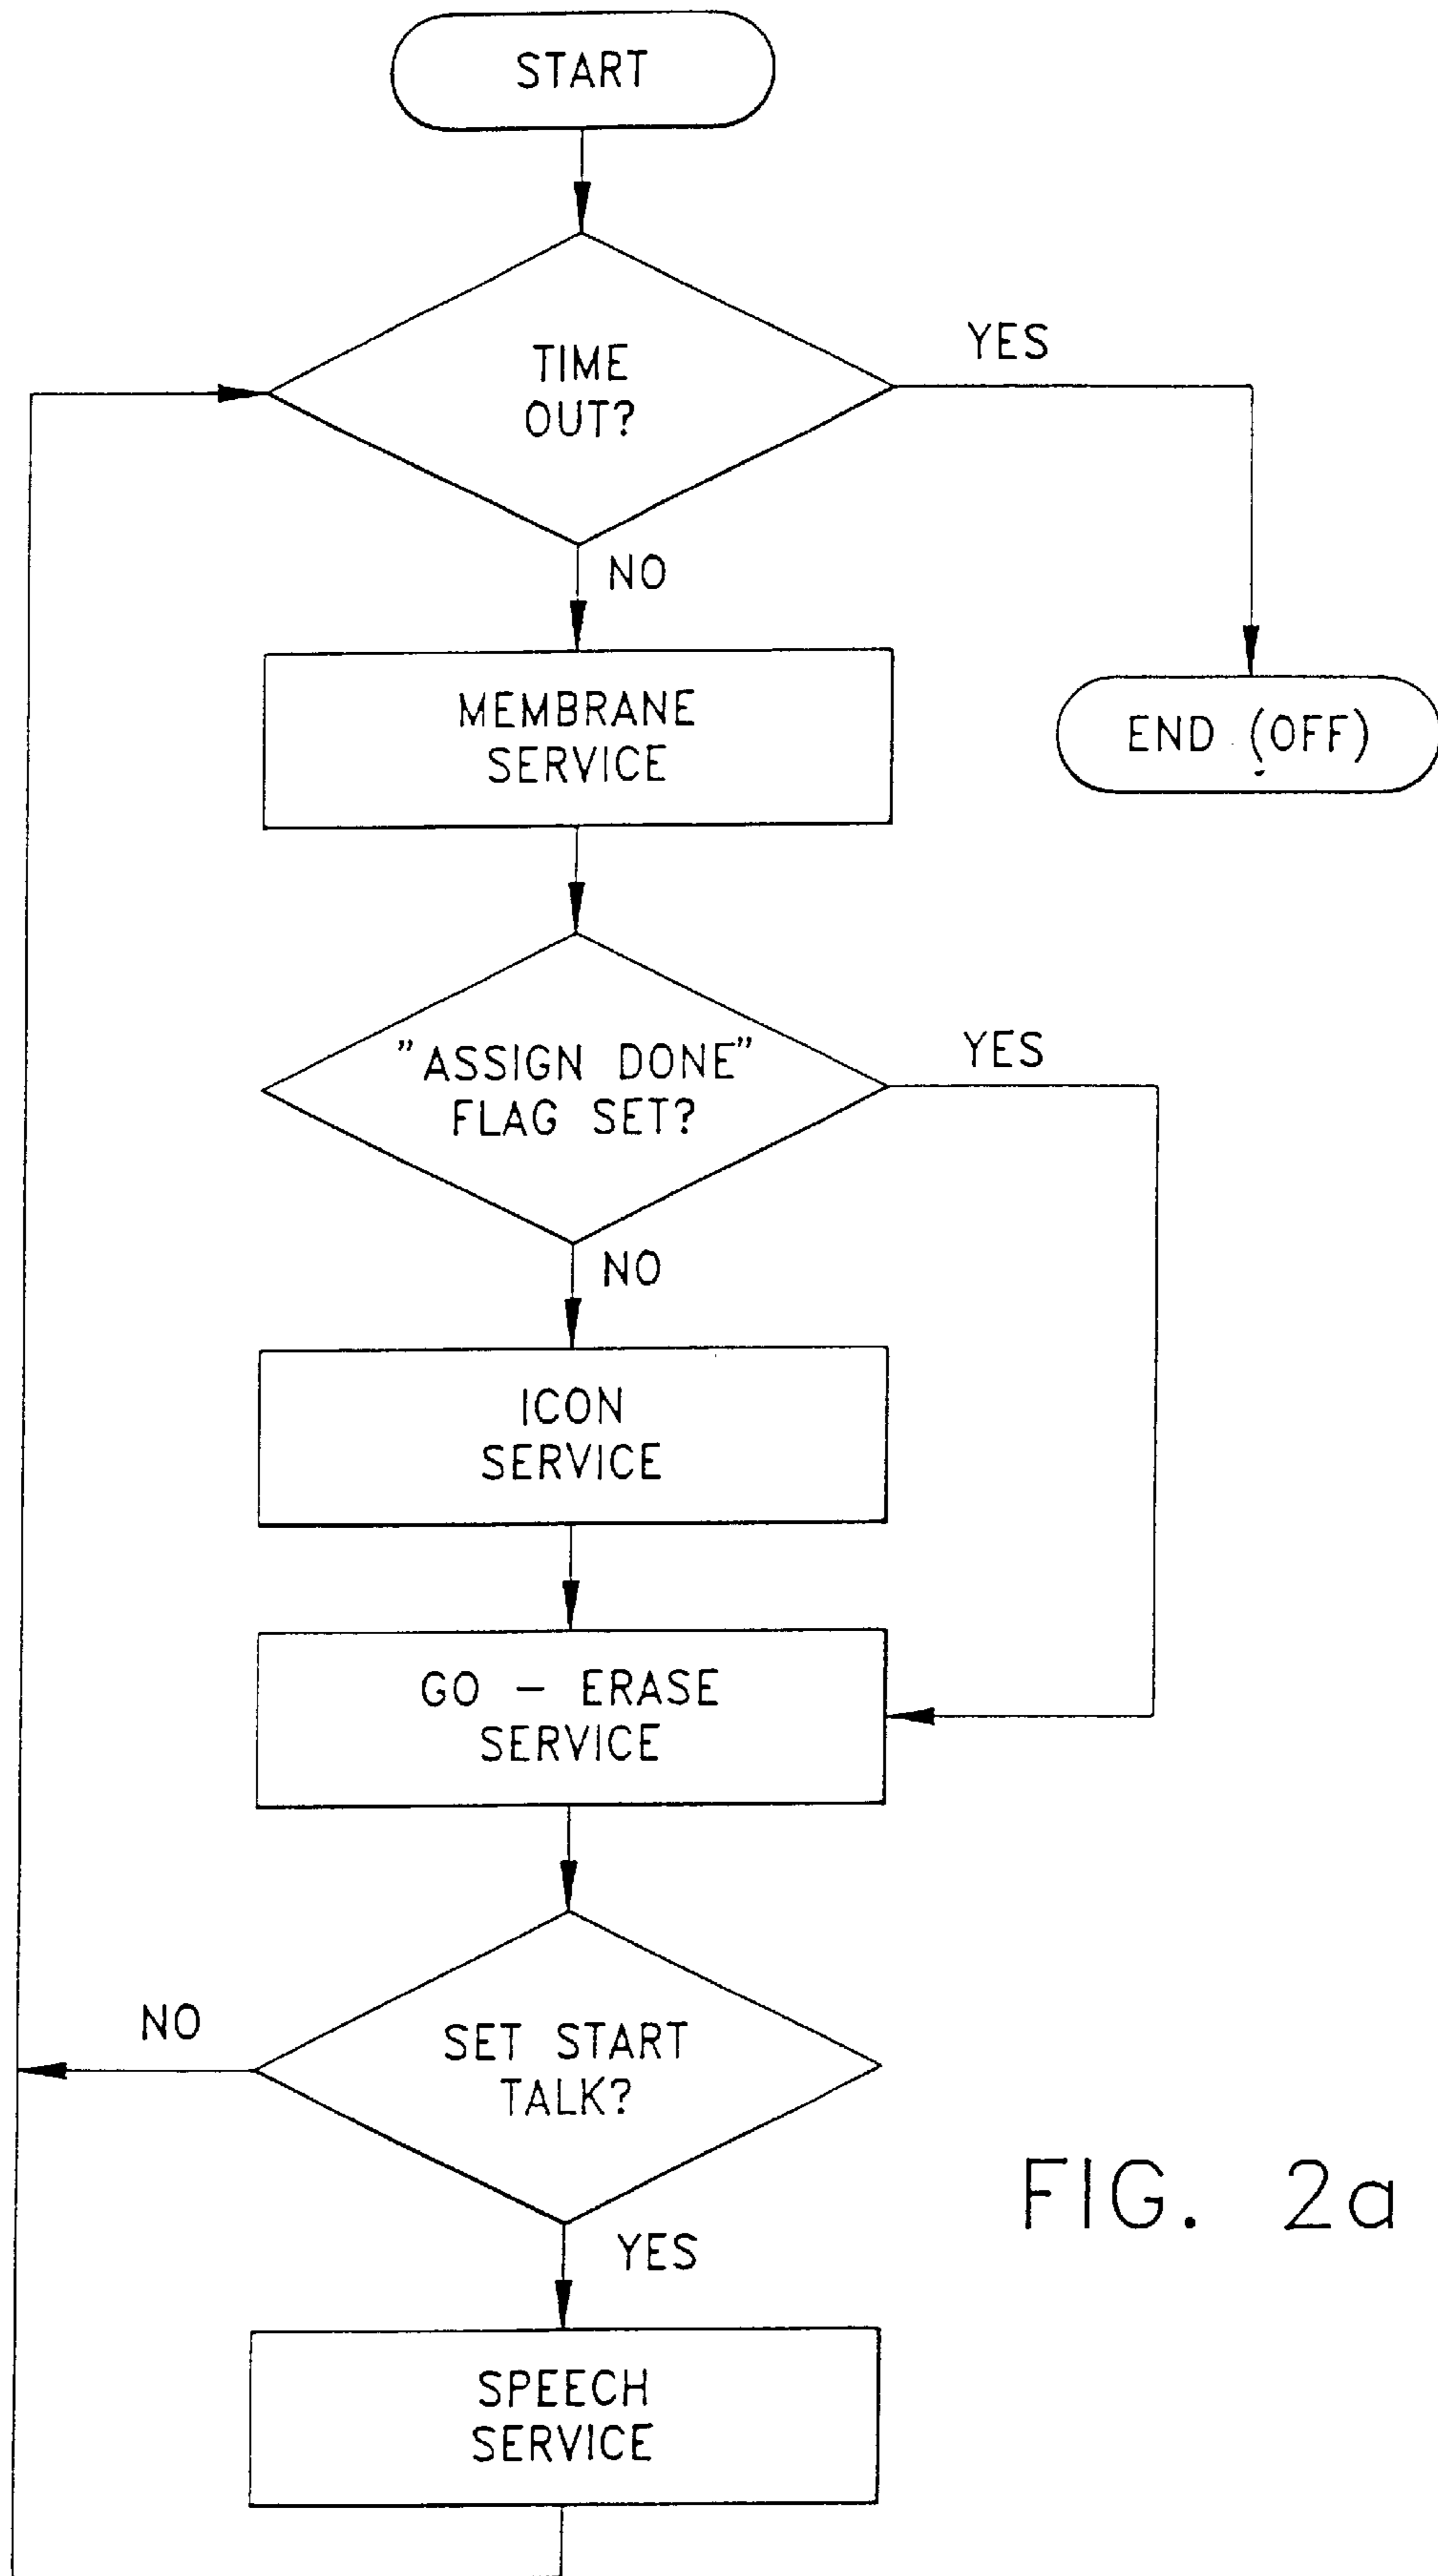 START
TIME
OUT?
YES
NO
MEMBRANE
SERVICE
END (OFF)
"ASSIGN DONE"
FLAG SET?
YES
NO
ICON
SERVICE
GO - ERASE
SERVICE
NO
SET START
TALK?
YES
SPEECH
SERVICE
FIG. 2a